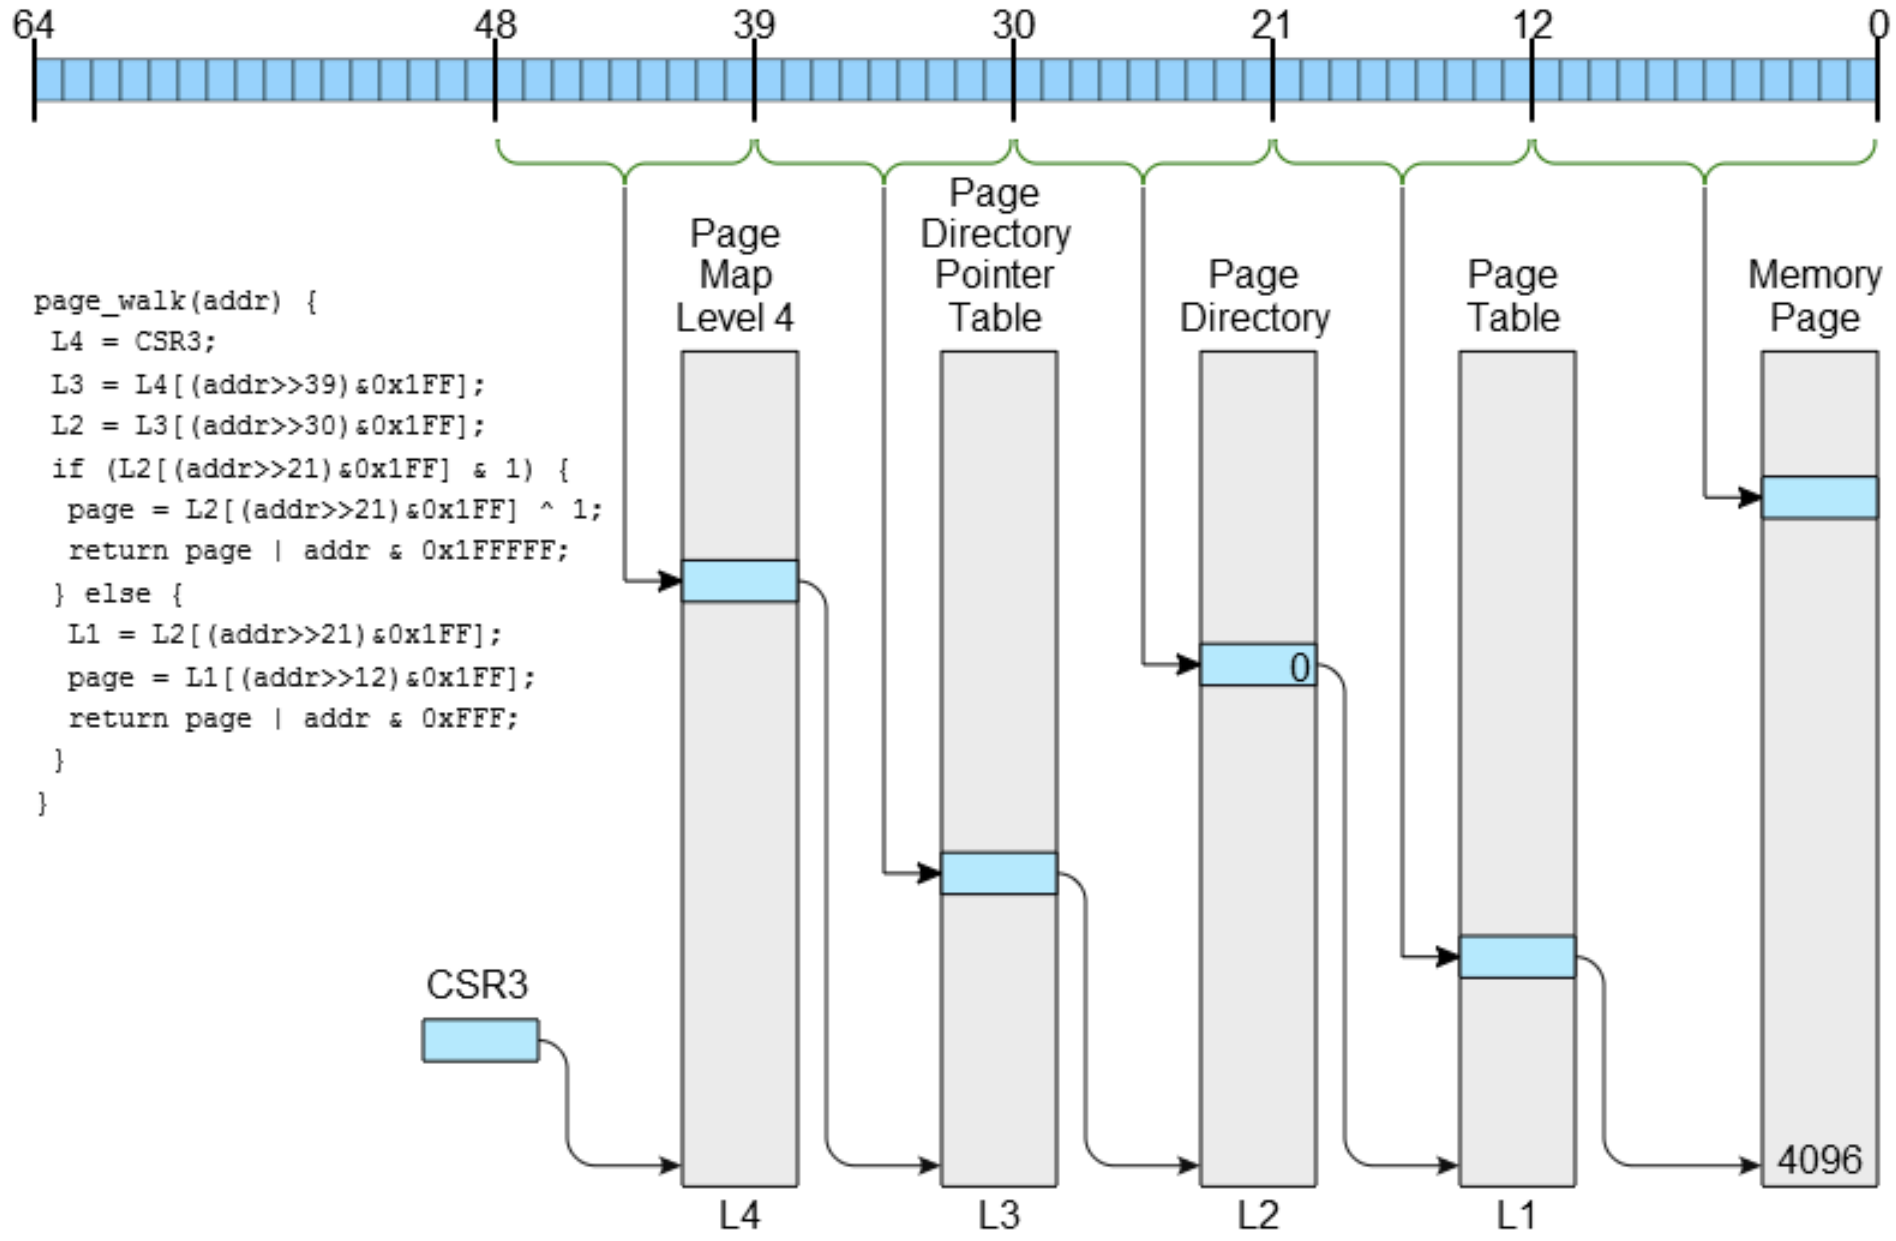 64 48 39 30 21 12 0
Page
Map
Level 4
Page
Directory
Pointer
Table
Page
Directory
Page
Table
Memory
Page
page_walk(addr) {
L4 = CSR3;
L3 = L4[(addr>>39)&0x1FF];
L2 = L3[(addr>>30)&0x1FF];
if (L2[(addr>>21)&0x1FF] & 1) {
page = L2[(addr>>21)&0x1FF] ^ 1;
return page | addr & 0x1FFFFF;
} else {
L1 = L2[(addr>>21)&0x1FF];
page = L1[(addr>>12)&0x1FF];
return page | addr & 0xFFF;
}
}
0
CSR3
4096
L4 L3 L2 L1